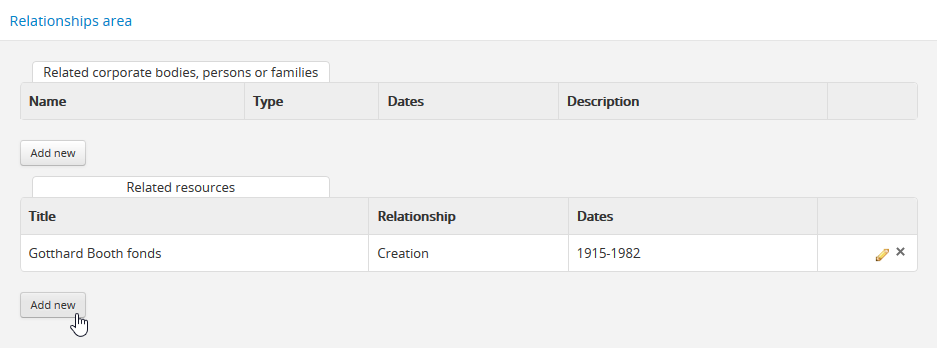 Relationships area
Related corporate bodies, persons or families
Name Type Dates Description
Add new
Related resources
Title Relationship Dates
Gotthard Booth fonds Creation 1915-1982
Add new